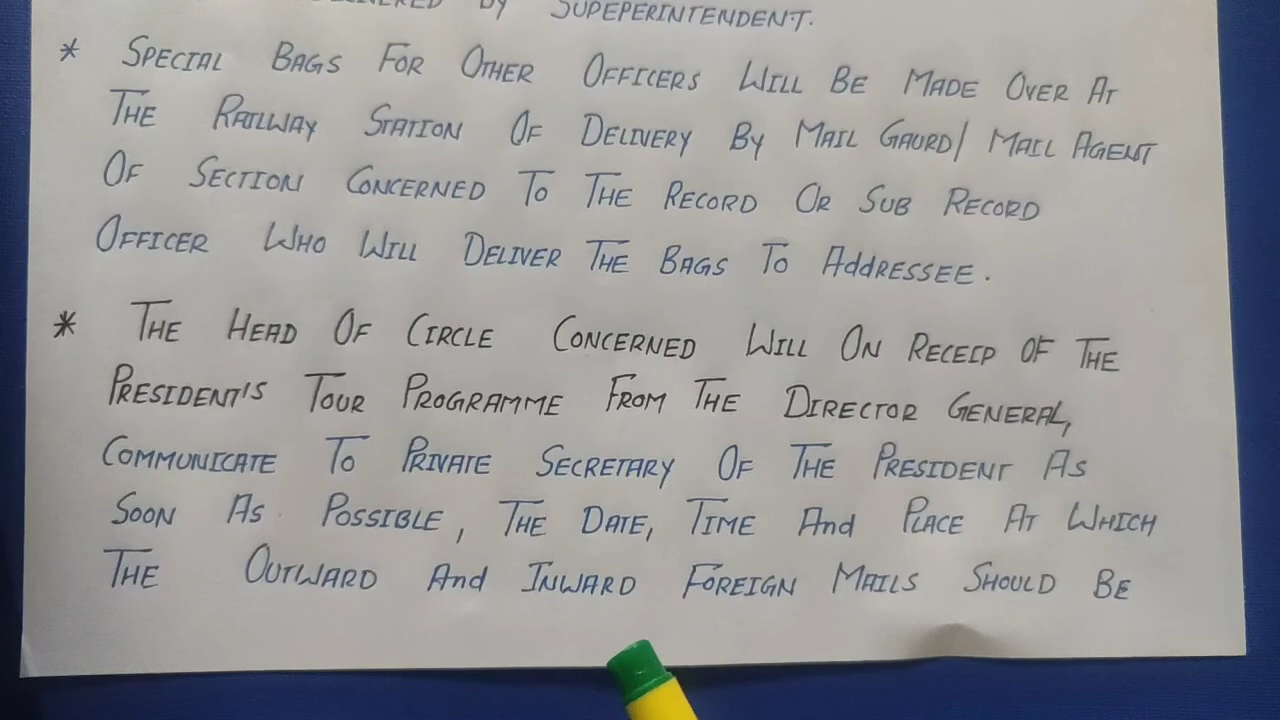 BY SUPEPERINTENDENT.
* SPECIAL BAGS FOR OTHER OFFICERS WILL BE MADE OVER AT
THE RAILWAY STATION OF DELIVERY BY MAIL GAURD/ MAIL AGENT
OF SECTION CONCERNED TO THE RECORD OR SUB RECORD
OFFICER WHO WILL DELIVER THE BAGS TO ADDRESSEE.
* THE HEAD OF CIRCLE CONCERNED WILL ON RECEIP OF THE
PRESIDENT'S TOUR PROGRAMME FROM THE DIRECTOR GENERAL,
COMMUNICATE TO PRIVATE SECRETARY OF THE PRESIDENT AS
SOON AS POSSIBLE, THE DATE, TIME And PLACE AT WHICH
THE OUTWARD And INWARD FOREIGN MAILS SHOULD BE